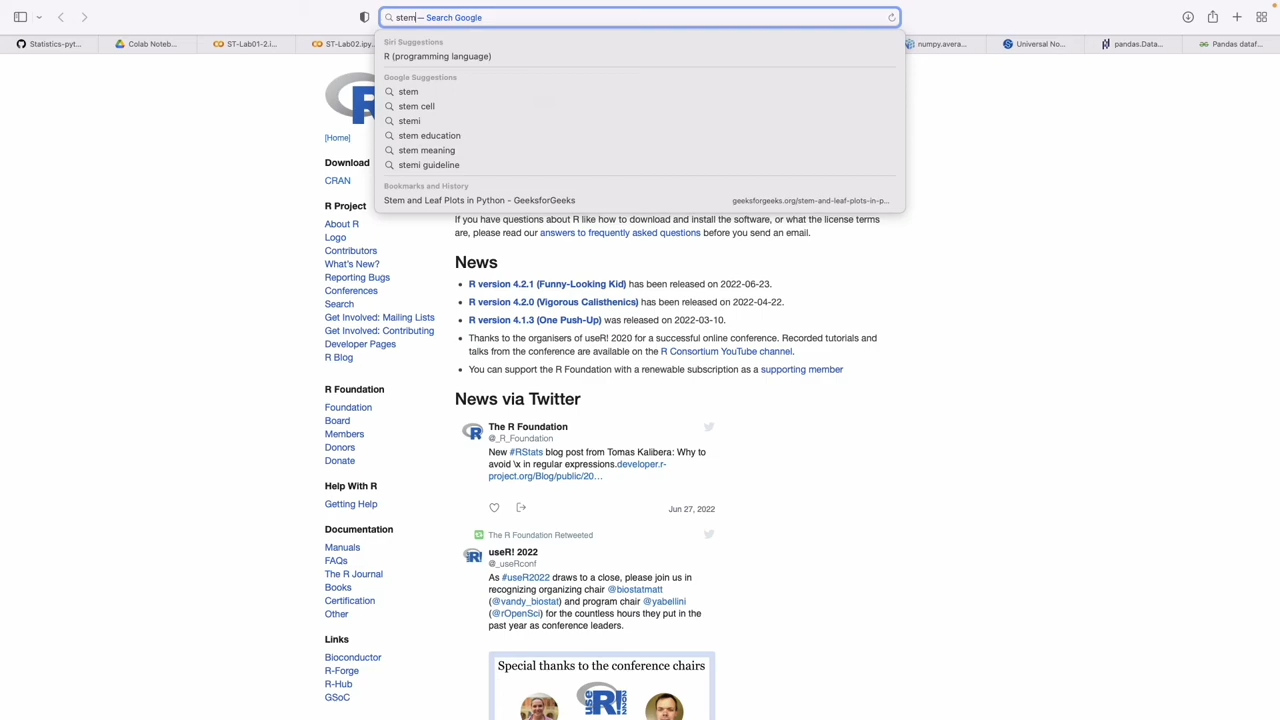 stem — Search Google
Statistics-pyt...
Colab Noteb...
ST-Lab01-2.i...
ST-Lab02.ipy...
numpy.avera...
Universal No...
pandas.Data...
Pandas dataf...
Siri Suggestions
R (programming language)
Google Suggestions
stem
stem cell
stemi
stem education
stem meaning
stemi guideline
Bookmarks and History
Stem and Leaf Plots in Python - GeeksforGeeks
geeksforgeeks.org/stem-and-leaf-plots-in-p...
[Home]
Download
CRAN
R Project
About R
Logo
Contributors
What's New?
Reporting Bugs
Conferences
Search
Get Involved: Mailing Lists
Get Involved: Contributing
Developer Pages
R Blog
R Foundation
Foundation
Board
Members
Donors
Donate
Help With R
Getting Help
Documentation
Manuals
FAQs
The R Journal
Books
Certification
Other
Links
Bioconductor
R-Forge
R-Hub
GSoC
If you have questions about R like how to download and install the software, or what the license terms
are, please read our answers to frequently asked questions before you send an email.
News
R version 4.2.1 (Funny-Looking Kid) has been released on 2022-06-23.
R version 4.2.0 (Vigorous Calisthenics) has been released on 2022-04-22.
R version 4.1.3 (One Push-Up) was released on 2022-03-10.
Thanks to the organisers of useR! 2020 for a successful online conference. Recorded tutorials and
talks from the conference are available on the R Consortium YouTube channel.
You can support the R Foundation with a renewable subscription as a supporting member
News via Twitter
The R Foundation
@_R_Foundation
New #RStats blog post from Tomas Kalibera: Why to
avoid \x in regular expressions.developer.r-
project.org/Blog/public/20...
Jun 27, 2022
The R Foundation Retweeted
useR! 2022
@_useRconf
As #useR2022 draws to a close, please join us in
recognizing organizing chair @biostatmatt
(@vandy_biostat) and program chair @yabellini
(@rOpenSci) for the countless hours they put in the
past year as conference leaders.
Special thanks to the conference chairs
use R! 2022